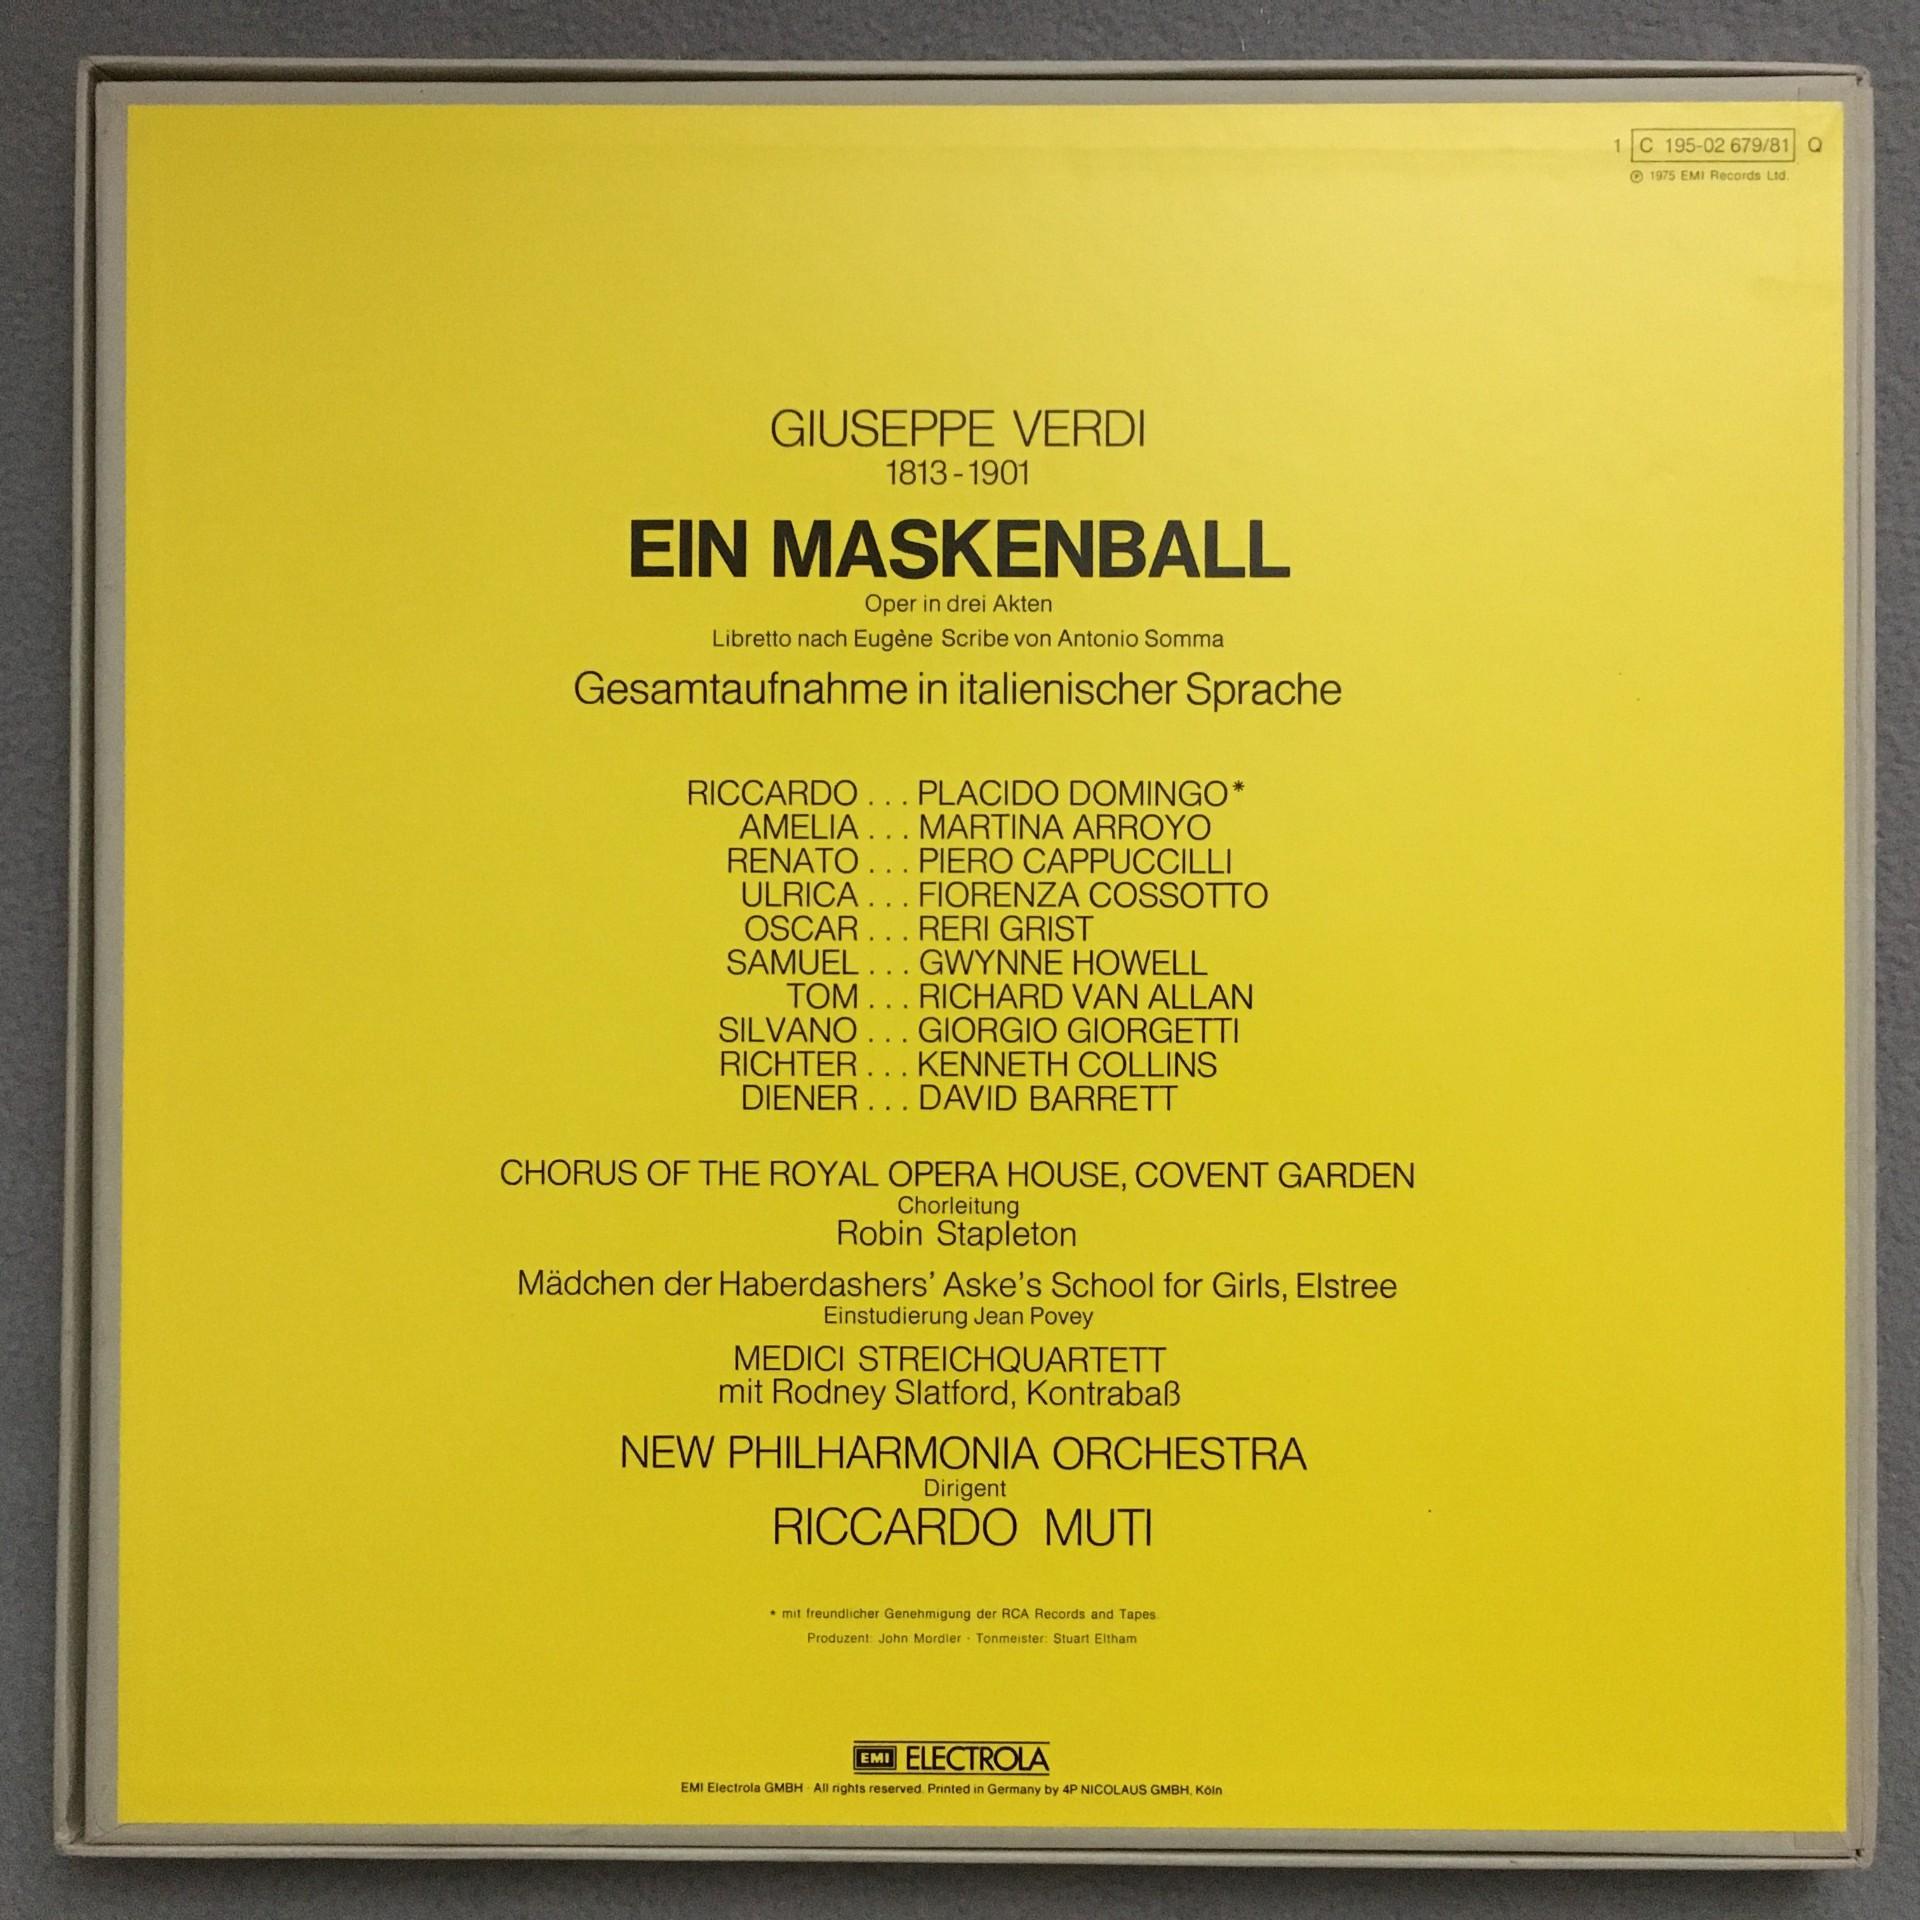 1 C 195-02 679/81 Q
℗ 1975 EMI Records Ltd.
GIUSEPPE VERDI
1813-1901
EIN MASKENBALL
Oper in drei Akten
Libretto nach Eugène Scribe von Antonio Somma
Gesamtaufnahme in italienischer Sprache
RICCARDO . . . PLACIDO DOMINGO*
AMELIA . . . MARTINA ARROYO
RENATO . . . PIERO CAPPUCCILLI
ULRICA . . . FIORENZA COSSOTTO
OSCAR . . . RERI GRIST
SAMUEL . . . GWYNNE HOWELL
TOM . . . RICHARD VAN ALLAN
SILVANO . . . GIORGIO GIORGETTI
RICHTER . . . KENNETH COLLINS
DIENER . . . DAVID BARRETT
CHORUS OF THE ROYAL OPERA HOUSE, COVENT GARDEN
Chorleitung
Robin Stapleton
Mädchen der Haberdashers' Aske's School for Girls, Elstree
Einstudierung Jean Povey
MEDICI STREICHQUARTETT
mit Rodney Slatford, Kontrabaß
NEW PHILHARMONIA ORCHESTRA
Dirigent
RICCARDO MUTI
* mit freundlicher Genehmigung der RCA Records and Tapes.
Produzent: John Mordler · Tonmeister: Stuart Eltham
EMI ELECTROLA
EMI Electrola GMBH · All rights reserved. Printed in Germany by 4P NICOLAUS GMBH, Köln